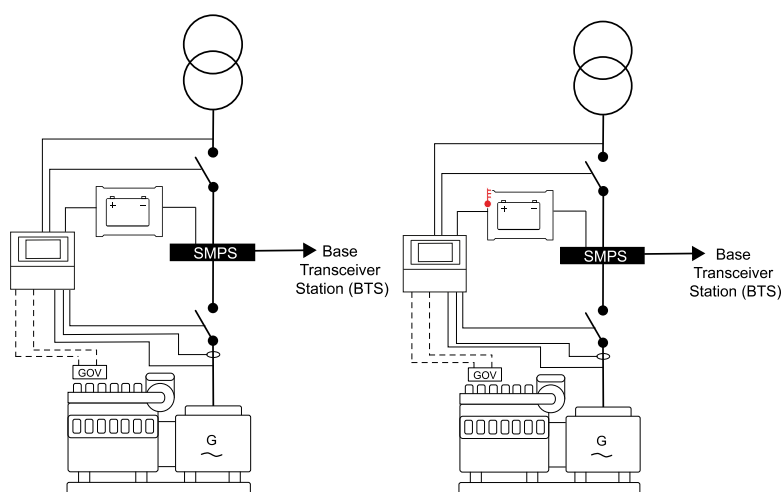 SMPS
Base
Transceiver
Station (BTS)
GOV
G
SMPS
Base
Transceiver
Station (BTS)
GOV
G